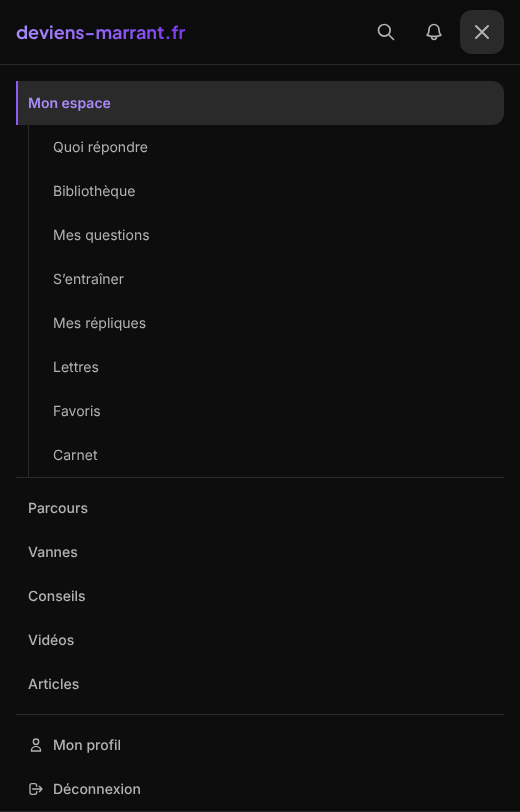 deviens-marrant.fr
Mon espace
Quoi répondre
Bibliothèque
Mes questions
S’entraîner
Mes répliques
Lettres
Favoris
Carnet
Parcours
Vannes
Conseils
Vidéos
Articles
Mon profil
Déconnexion